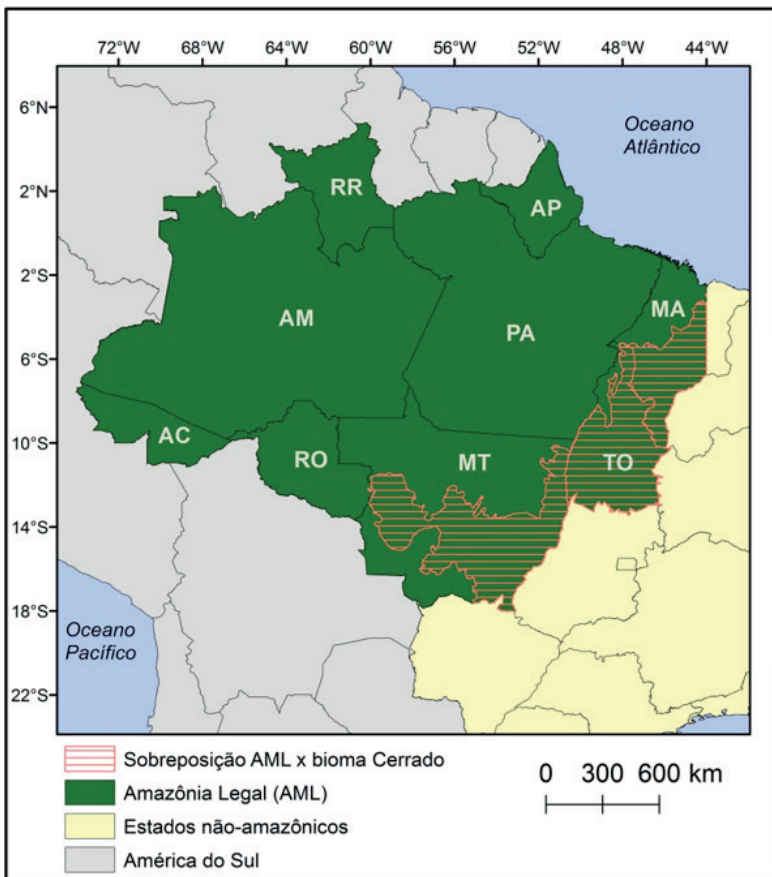 72°W 68°W 64°W 60°W 56°W 52°W 48°W 44°W
6°N
Oceano
Atlântico
RR
2°N
AP
2°S
MA
AM
PA
6°S
AC
10°S
RO
MT
TO
14°S
18°S
Oceano
Pacífico
22°S
Sobreposição AML x bioma Cerrado
Amazônia Legal (AML)
Estados não-amazônicos
América do Sul
0 300 600 km